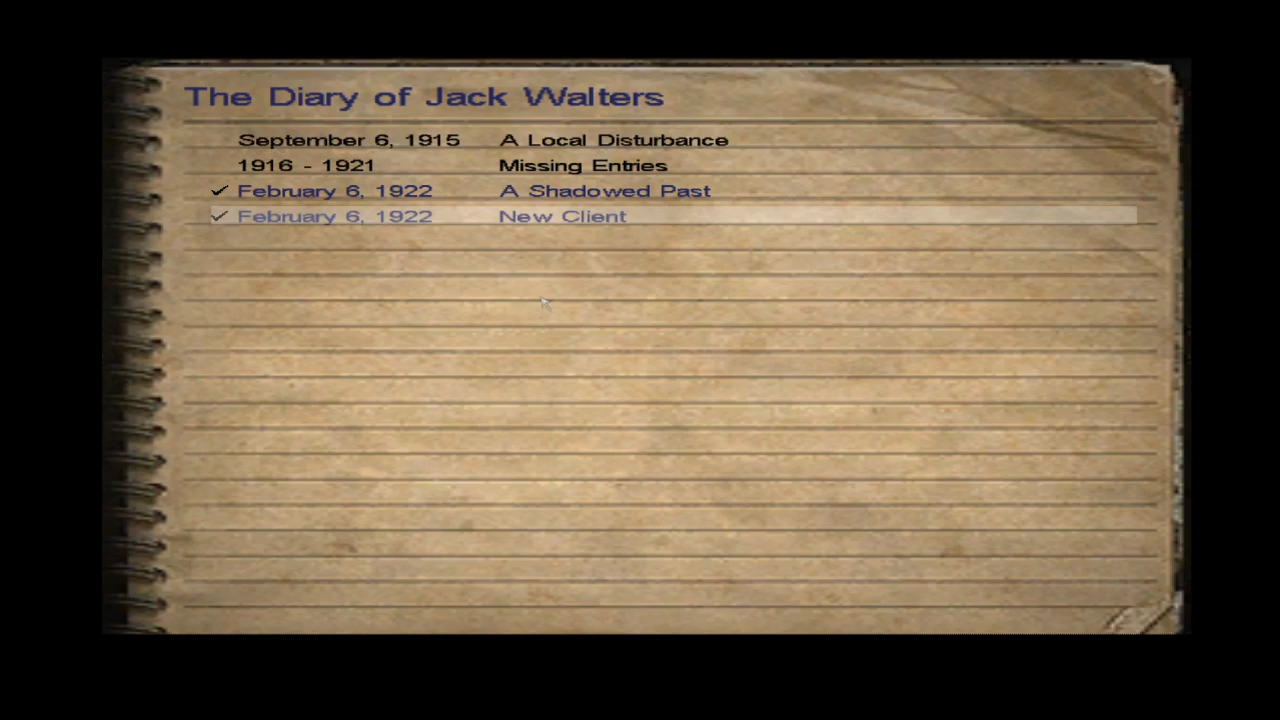 The Diary of Jack Walters
September 6, 1915 A Local Disturbance
1916 - 1921 Missing Entries
✓ February 6, 1922 A Shadowed Past
✓ February 6, 1922 New Client